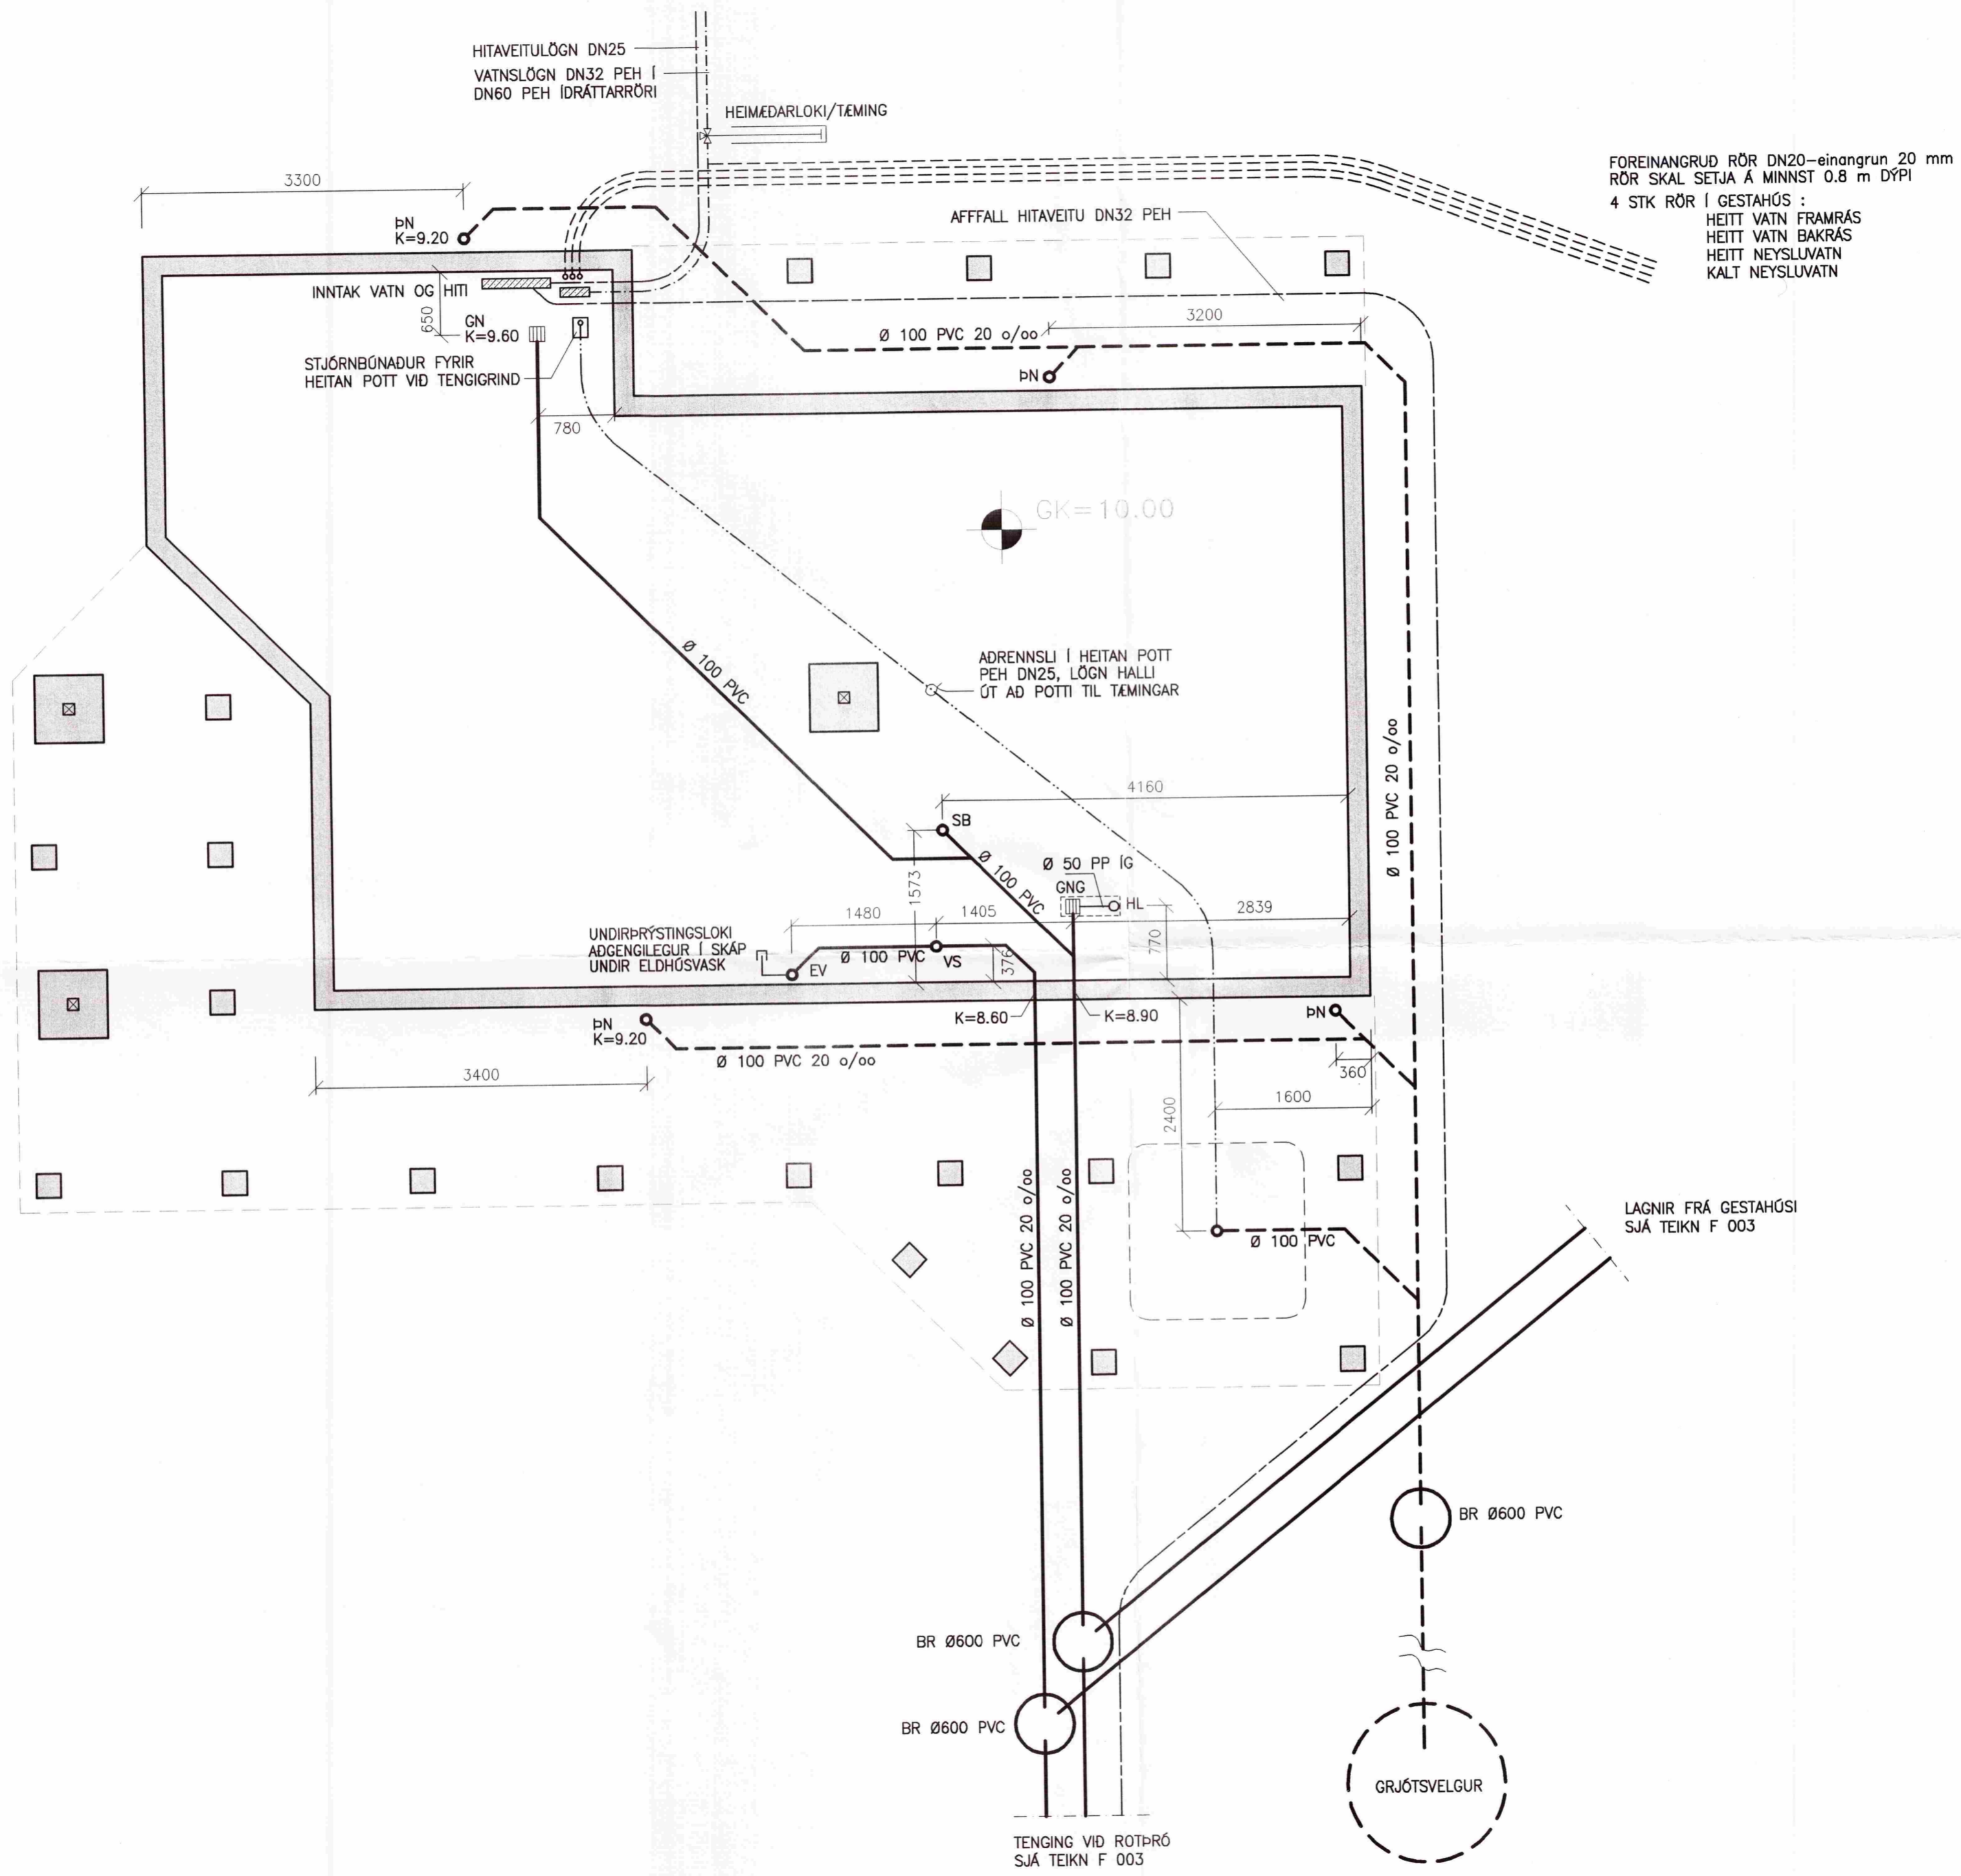 HITAVEITULÖGN DN25
VATNSLÖGN DN32 PEH Í
DN60 PEH ÍDRÁTTARRÖRI
HEIMÆÐARLOKI/TÆMING
FOREINANGRUÐ RÖR DN20-einangrun 20 mm
RÖR SKAL SETJA Á MINNST 0.8 m DÝPI
4 STK RÖR Í GESTAHÚS :
HEITT VATN FRAMRÁS
HEITT VATN BAKRÁS
HEITT NEYSLUVATN
KALT NEYSLUVATN
3300
ÞN
K=9.20
AFFFALL HITAVEITU DN32 PEH
INNTAK VATN OG HITI
650
GN
K=9.60
3200
Ø 100 PVC 20 o/oo
STJÓRNBÚNAÐUR FYRIR
HEITAN POTT VIÐ TENGIGRIND
ÞN
780
GK=10.00
Ø 100 PVC
AÐRENNSLI Í HEITAN POTT
PEH DN25, LÖGN HALLI
ÚT AÐ POTTI TIL TÆMINGAR
Ø 100 PVC 20 o/oo
4160
SB
1573
Ø 100 PVC
Ø 50 PP ÍG
GNG
HL
1480
1405
2839
770
UNDIRÞRÝSTINGSLOKI
AÐGENGILEGUR Í SKÁP
UNDIR ELDHÚSVASK
EV
Ø 100 PVC
VS
376
K=8.60
K=8.90
ÞN
ÞN
K=9.20
Ø 100 PVC 20 o/oo
3400
360
1600
2400
Ø 100 PVC 20 o/oo
Ø 100 PVC 20 o/oo
Ø 100 PVC
LAGNIR FRÁ GESTAHÚSI
SJÁ TEIKN F 003
BR Ø600 PVC
BR Ø600 PVC
BR Ø600 PVC
GRJÓTSVELGUR
TENGING VIÐ ROTÞRÓ
SJÁ TEIKN F 003